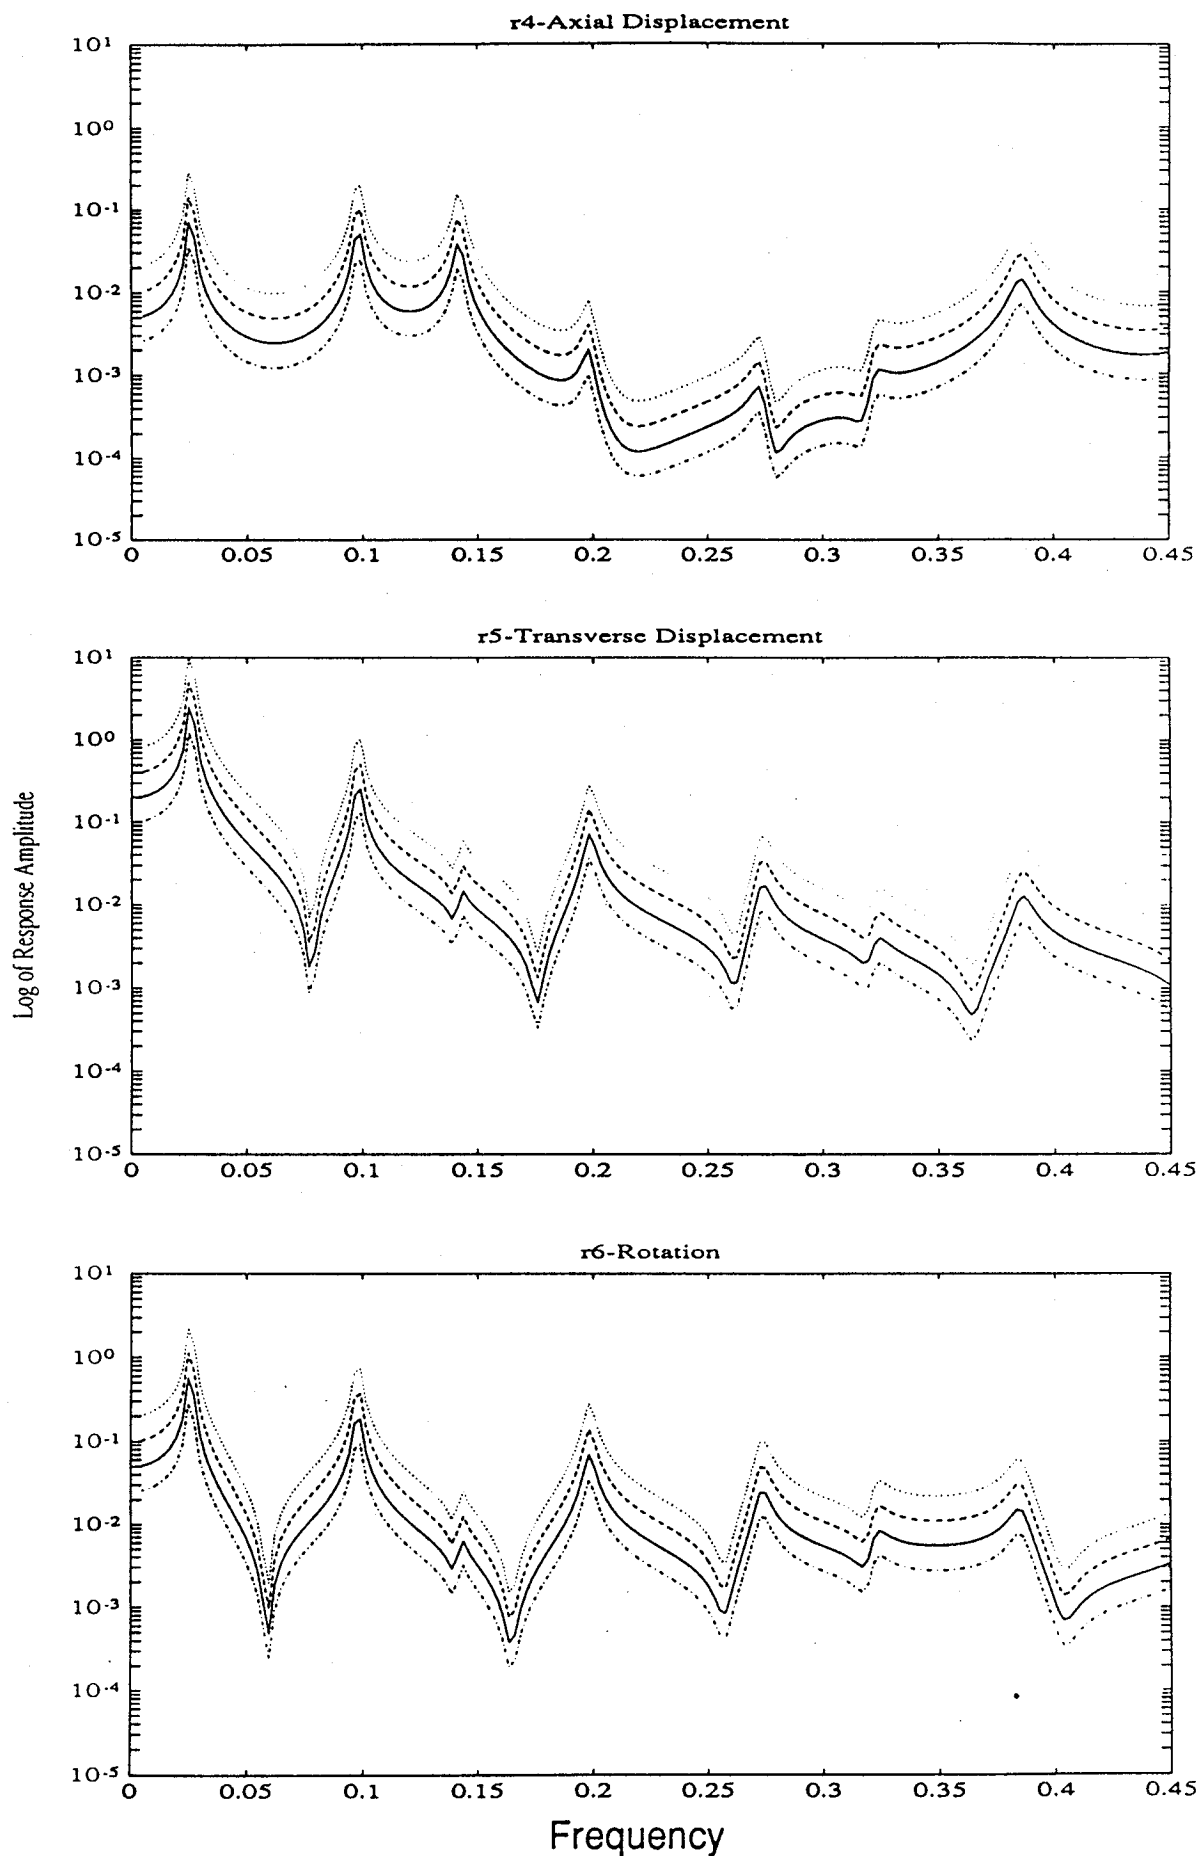 r4-Axial Displacement
10¹
10⁰
10⁻¹
10⁻²
10⁻³
10⁻⁴
10⁻⁵
0 0.05 0.1 0.15 0.2 0.25 0.3 0.35 0.4 0.45
r5-Transverse Displacement
Log of Response Amplitude
10¹
10⁰
10⁻¹
10⁻²
10⁻³
10⁻⁴
10⁻⁵
0 0.05 0.1 0.15 0.2 0.25 0.3 0.35 0.4 0.45
r6-Rotation
10¹
10⁰
10⁻¹
10⁻²
10⁻³
10⁻⁴
10⁻⁵
0 0.05 0.1 0.15 0.2 0.25 0.3 0.35 0.4 0.45
Frequency